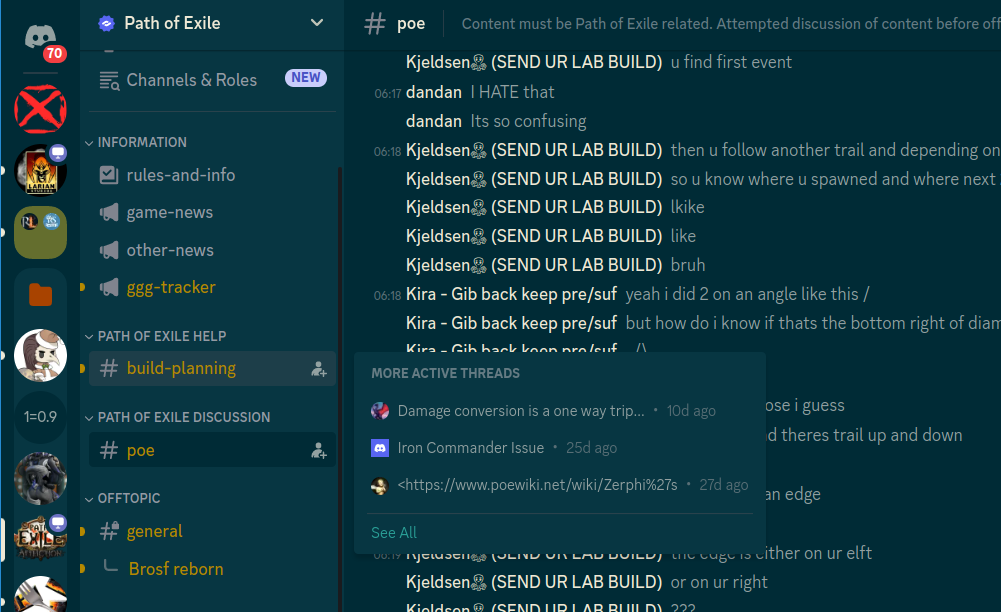 70
1=0.9
Path of Exile
Channels & Roles NEW
INFORMATION
rules-and-info
game-news
other-news
ggg-tracker
PATH OF EXILE HELP
# build-planning
PATH OF EXILE DISCUSSION
# poe
OFFTOPIC
# general
Brosf reborn
# poe Content must be Path of Exile related. Attempted discussion of content before off
Kjeldsen (SEND UR LAB BUILD) u find first event
06:17 dandan I HATE that
dandan Its so confusing
06:18 Kjeldsen (SEND UR LAB BUILD) then u follow another trail and depending on
Kjeldsen (SEND UR LAB BUILD) so u know where u spawned and where next
Kjeldsen (SEND UR LAB BUILD) lkike
Kjeldsen (SEND UR LAB BUILD) like
Kjeldsen (SEND UR LAB BUILD) bruh
06:18 Kira - Gib back keep pre/suf yeah i did 2 on an angle like this /
Kira - Gib back keep pre/suf but how do i know if thats the bottom right of diam
Kira - Gib back keep pre/suf /\
MORE ACTIVE THREADS
Damage conversion is a one way trip... • 10d ago
ose i guess
Iron Commander Issue • 25d ago
d theres trail up and down
<https://www.poewiki.net/wiki/Zerphi%27s • 27d ago
an edge
See All
06:19 Kjeldsen (SEND UR LAB BUILD) the edge is either on ur elft
Kjeldsen (SEND UR LAB BUILD) or on ur right
Kjeldsen (SEND UR LAB BUILD) ???